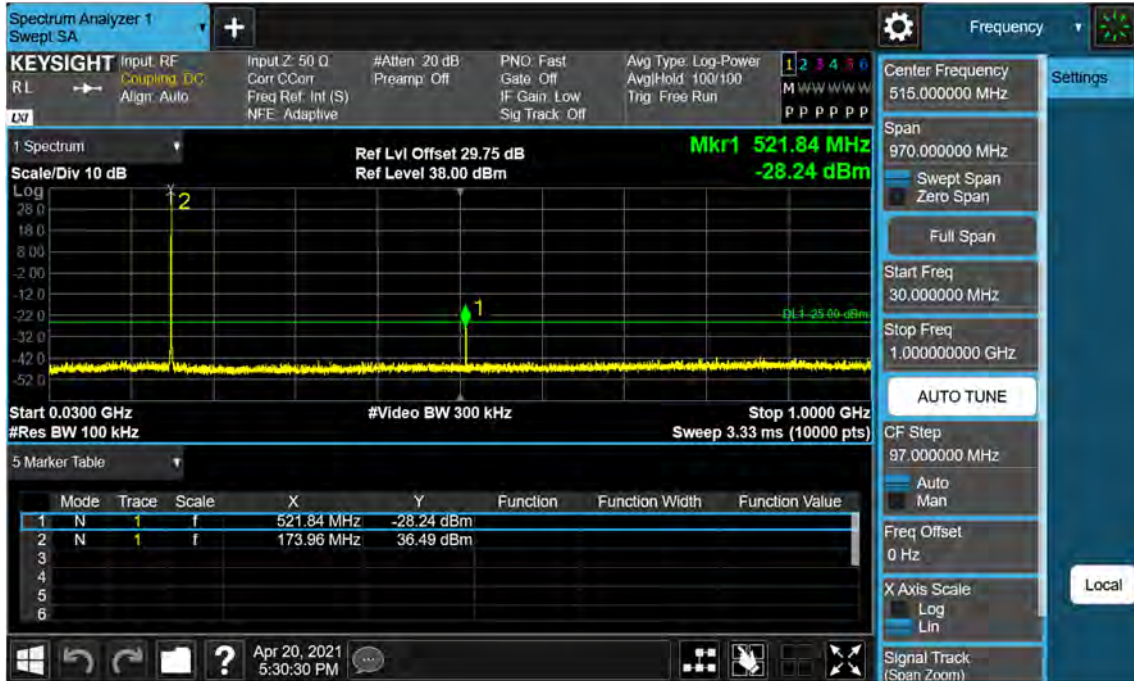 Spectrum Analyzer 1
Swept SA
+
Frequency
KEYSIGHT
RL
LXI
Input: RF
Coupling: DC
Align: Auto
Input Z: 50 Ω
Corr CCorr
Freq Ref: Int (S)
NFE: Adaptive
#Atten: 20 dB
Preamp: Off
PNO: Fast
Gate: Off
IF Gain: Low
Sig Track: Off
Avg Type: Log-Power
Avg|Hold: 100/100
Trig: Free Run
1 2 3 4 5 6
M W W W W W
P P P P P P
1 Spectrum
Scale/Div 10 dB
Ref Lvl Offset 29.75 dB
Ref Level 38.00 dBm
Mkr1 521.84 MHz
-28.24 dBm
Log
28.0
18.0
8.00
-2.00
-12.0
-22.0
-32.0
-42.0
-52.0
2
1
DL1 -25.00 dBm
Start 0.0300 GHz
#Res BW 100 kHz
#Video BW 300 kHz
Stop 1.0000 GHz
Sweep 3.33 ms (10000 pts)
5 Marker Table
Mode Trace Scale X Y Function Function Width Function Value
1 N 1 f 521.84 MHz -28.24 dBm
2 N 1 f 173.96 MHz 36.49 dBm
3
4
5
6
Apr 20, 2021
5:30:30 PM
?
Center Frequency
515.000000 MHz
Span
970.000000 MHz
Swept Span
Zero Span
Full Span
Start Freq
30.000000 MHz
Stop Freq
1.000000000 GHz
AUTO TUNE
CF Step
97.000000 MHz
Auto
Man
Freq Offset
0 Hz
X Axis Scale
Log
Lin
Signal Track
(Span Zoom)
Settings
Local